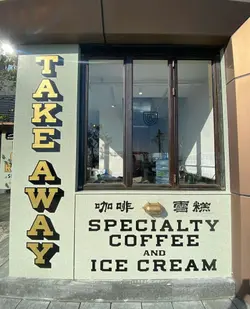 TAKE AWAY
咖啡 雪糕
SPECIALTY
COFFEE
AND
ICE CREAM